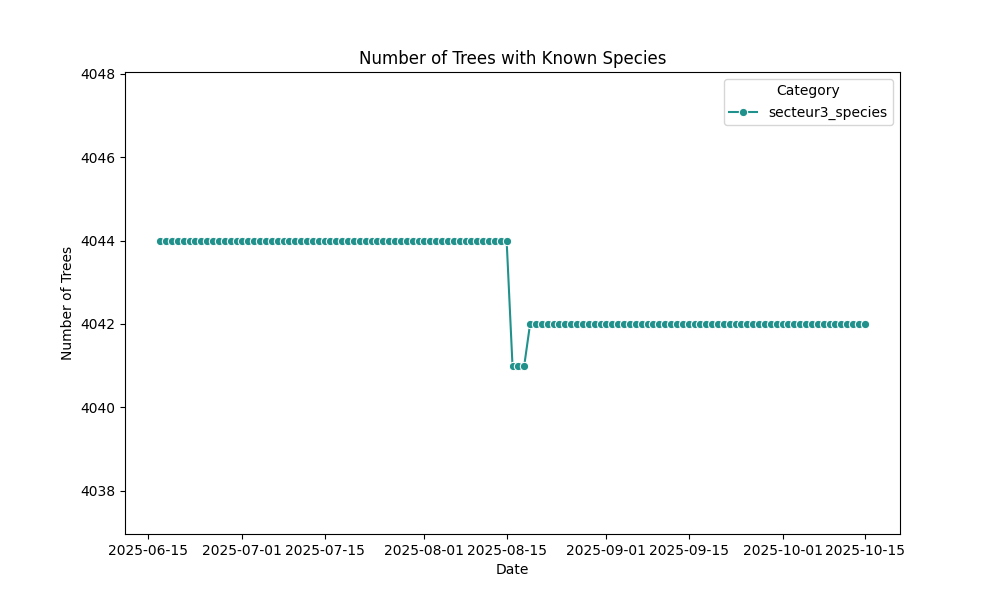 Number of Trees with Known Species
Category
secteur3_species
Number of Trees
4048
4046
4044
4042
4040
4038
2025-06-15 2025-07-01 2025-07-15 2025-08-01 2025-08-15 2025-09-01 2025-09-15 2025-10-01 2025-10-15
Date